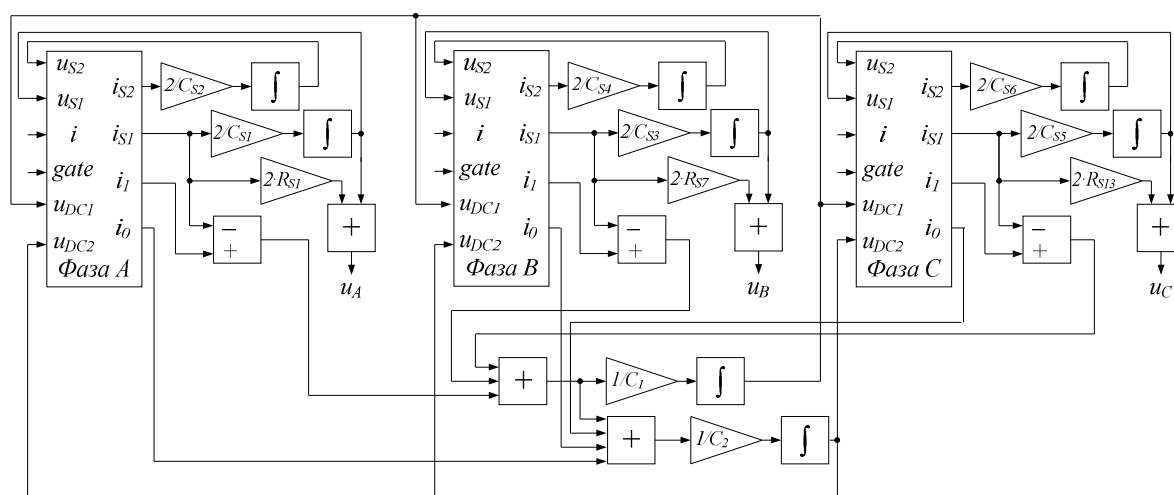 u_S2
i_S2
2/C_S2
∫
u_S1
i
i_S1
2/C_S1
∫
gate
i_1
2·R_S1
u_DC1
i_0
−
+
+
u_DC2
Фаза A
u_A
u_S2
i_S2
2/C_S4
∫
u_S1
i
i_S1
2/C_S3
∫
gate
i_1
2·R_S7
u_DC1
i_0
−
+
+
u_DC2
Фаза B
u_B
u_S2
i_S2
2/C_S6
∫
u_S1
i
i_S1
2/C_S5
∫
gate
i_1
2·R_S13
u_DC1
i_0
−
+
+
u_DC2
Фаза C
u_C
+
1/C_1
∫
+
1/C_2
∫